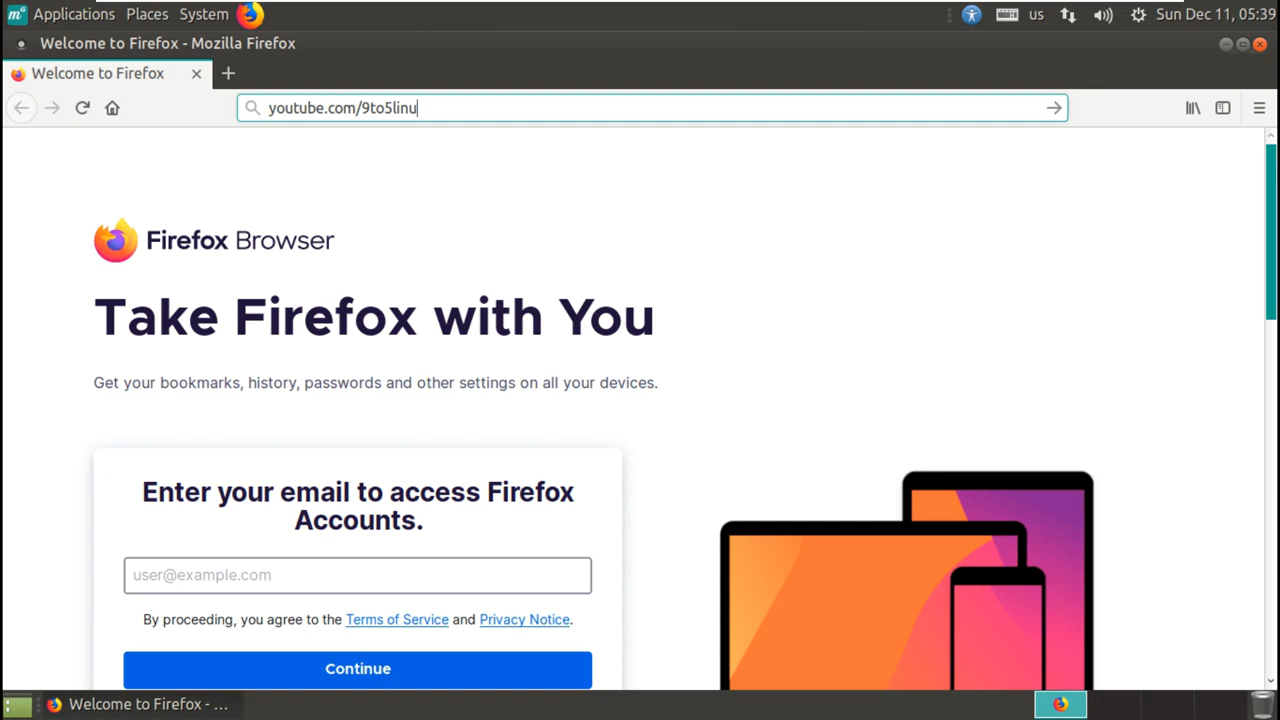 Applications Places System us Sun Dec 11, 05:39
Welcome to Firefox - Mozilla Firefox
Welcome to Firefox
youtube.com/9to5linu
Firefox Browser
Take Firefox with You
Get your bookmarks, history, passwords and other settings on all your devices.
Enter your email to access Firefox
Accounts.
user@example.com
By proceeding, you agree to the Terms of Service and Privacy Notice.
Continue
Welcome to Firefox - ...